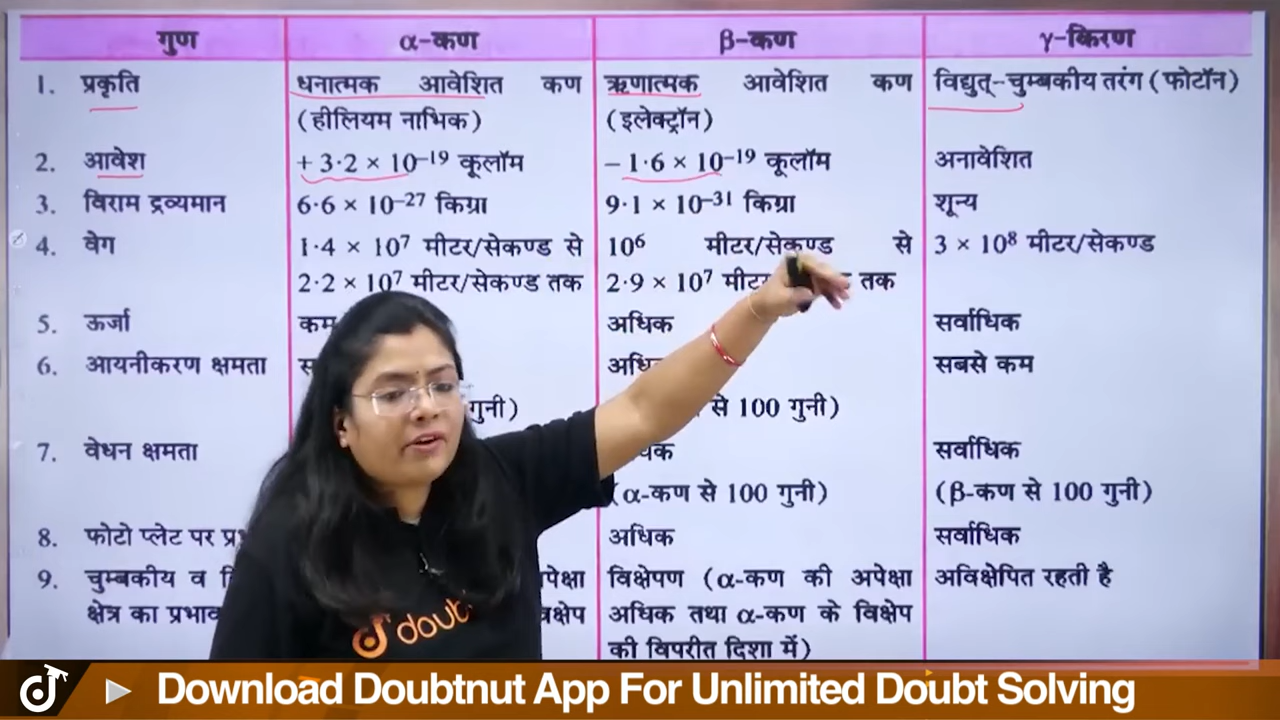 गुण α-कण β-कण γ-किरण
1. प्रकृति धनात्मक आवेशित कण ऋणात्मक आवेशित कण विद्युत्-चुम्बकीय तरंग (फोटॉन)
(हीलियम नाभिक) (इलेक्ट्रॉन)
2. आवेश + 3·2 × 10⁻¹⁹ कूलॉम – 1·6 × 10⁻¹⁹ कूलॉम अनावेशित
3. विराम द्रव्यमान 6·6 × 10⁻²⁷ किग्रा 9·1 × 10⁻³¹ किग्रा शून्य
4. वेग 1·4 × 10⁷ मीटर/सेकण्ड से 10⁶ मीटर/सेकण्ड से 3 × 10⁸ मीटर/सेकण्ड
2·2 × 10⁷ मीटर/सेकण्ड तक 2·9 × 10⁷ तक
5. ऊर्जा कम अधिक सर्वाधिक
6. आयनीकरण क्षमता सबसे कम
गुनी) से 100 गुनी)
7. वेधन क्षमता सर्वाधिक
(α-कण से 100 गुनी) (β-कण से 100 गुनी)
8. फोटो प्लेट पर अधिक सर्वाधिक
9. चुम्बकीय व विक्षेपण (α-कण की अपेक्षा अविक्षेपित रहती है
क्षेत्र का अधिक तथा α-कण के विक्षेप
की विपरीत दिशा में)
doubt
Download Doubtnut App For Unlimited Doubt Solving